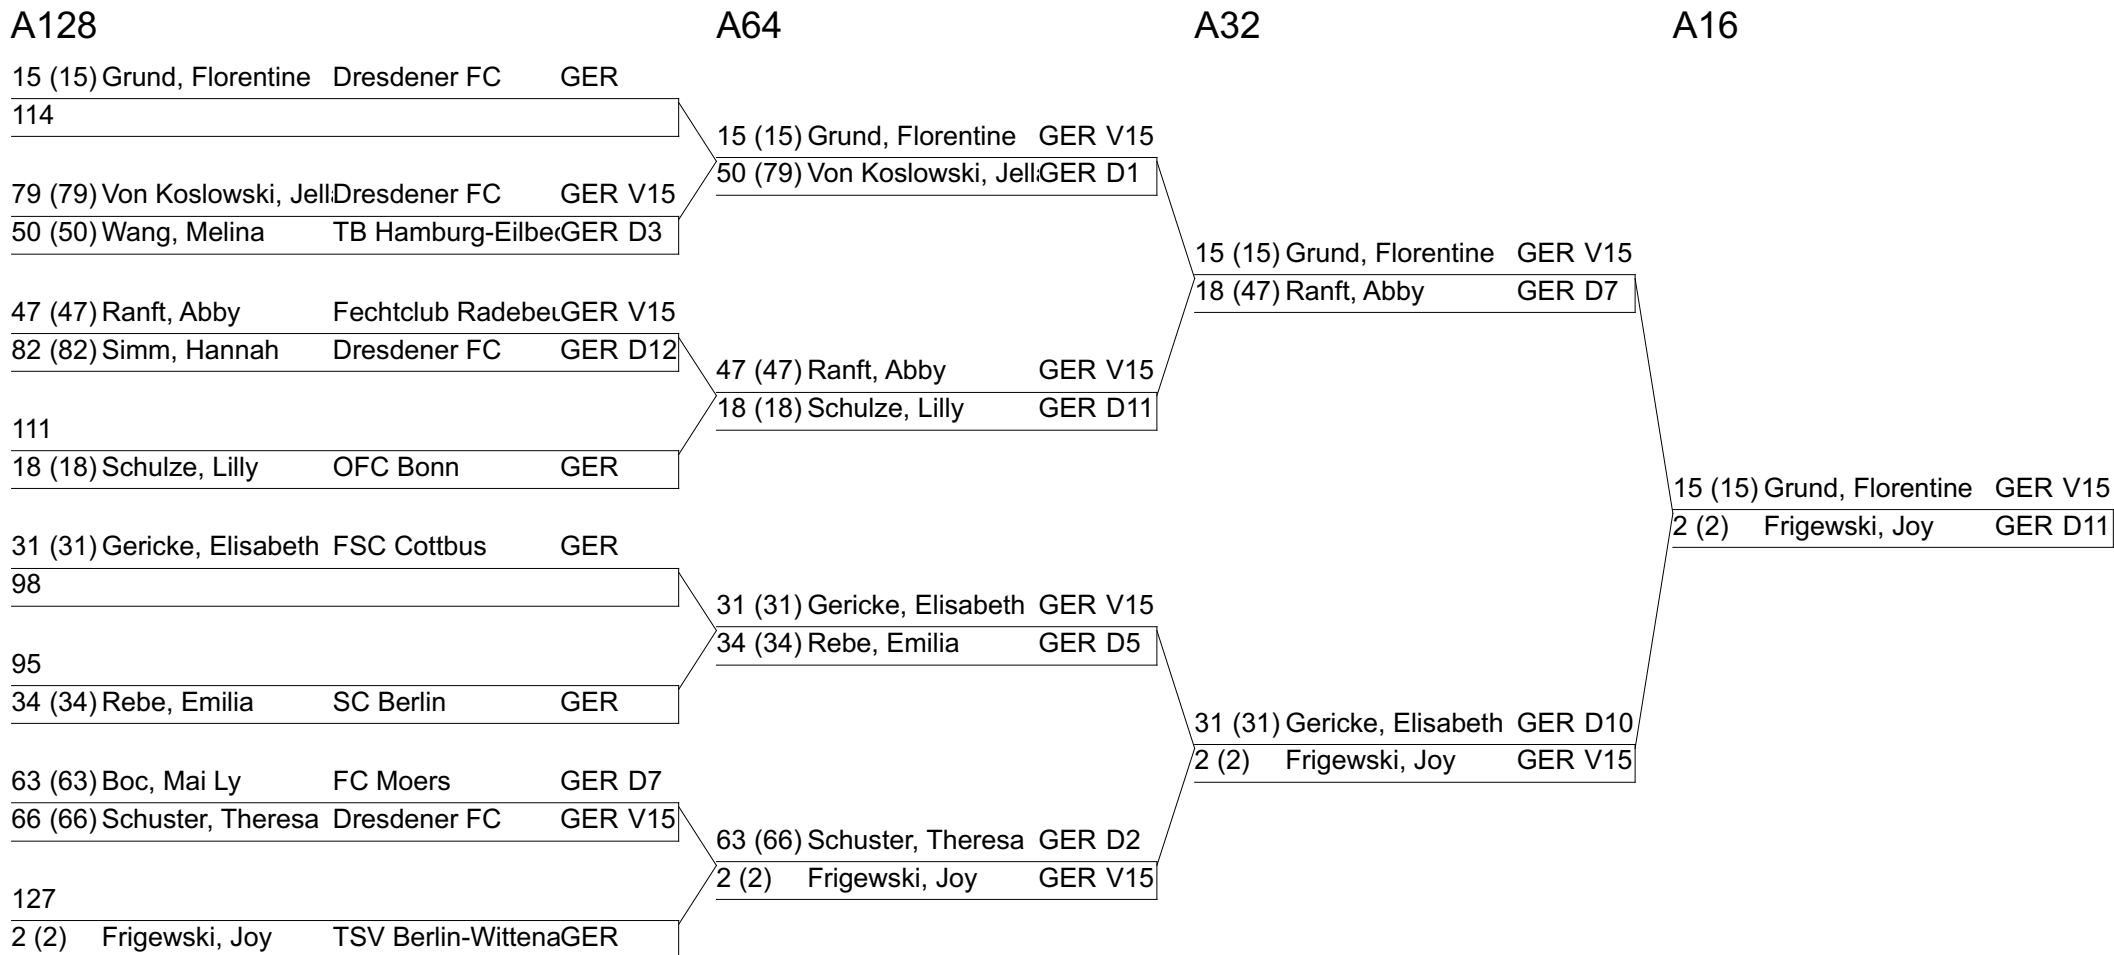 A128 A64 A32 A16
15 (15) Grund, Florentine Dresdener FC GER
114
79 (79) Von Koslowski, Jell Dresdener FC GER V15
50 (50) Wang, Melina TB Hamburg-Eilbe GER D3
47 (47) Ranft, Abby Fechtclub Radebe GER V15
82 (82) Simm, Hannah Dresdener FC GER D12
111
18 (18) Schulze, Lilly OFC Bonn GER
31 (31) Gericke, Elisabeth FSC Cottbus GER
98
95
34 (34) Rebe, Emilia SC Berlin GER
63 (63) Boc, Mai Ly FC Moers GER D7
66 (66) Schuster, Theresa Dresdener FC GER V15
127
2 (2) Frigewski, Joy TSV Berlin-Wittena GER
15 (15) Grund, Florentine GER V15
50 (79) Von Koslowski, Jell GER D1
47 (47) Ranft, Abby GER V15
18 (18) Schulze, Lilly GER D11
31 (31) Gericke, Elisabeth GER V15
34 (34) Rebe, Emilia GER D5
63 (66) Schuster, Theresa GER D2
2 (2) Frigewski, Joy GER V15
15 (15) Grund, Florentine GER V15
18 (47) Ranft, Abby GER D7
31 (31) Gericke, Elisabeth GER D10
2 (2) Frigewski, Joy GER V15
15 (15) Grund, Florentine GER V15
2 (2) Frigewski, Joy GER D11